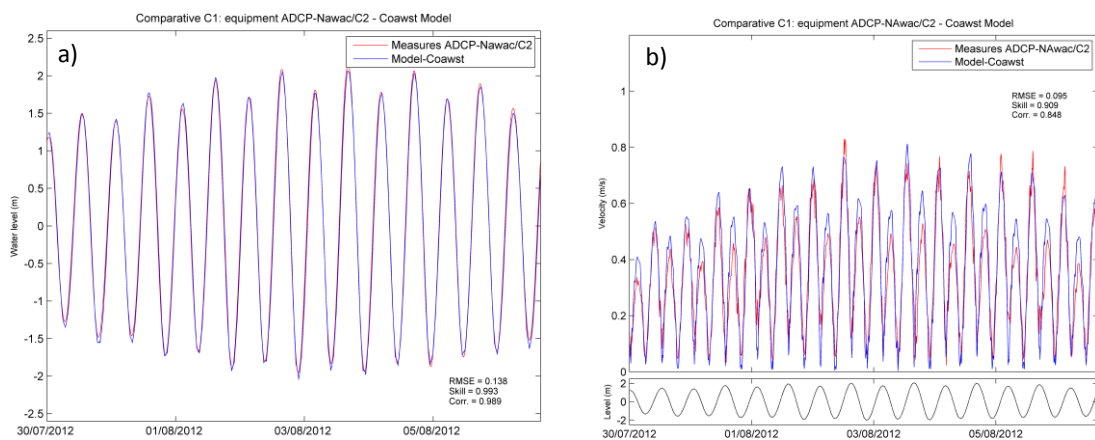 Comparative C1: equipment ADCP-Nawac/C2 - Coawst Model
a)
Measures ADCP-Nawac/C2
Model-Coawst
Water level (m)
2.5
2
1.5
1
0.5
0
-0.5
-1
-1.5
-2
-2.5
RMSE = 0.138
Skill = 0.993
Corr. = 0.989
30/07/2012 01/08/2012 03/08/2012 05/08/2012
Comparative C1: equipment ADCP-NAwac/C2 - Coawst Model
b)
Measures ADCP-NAwac/C2
Model-Coawst
RMSE = 0.095
Skill = 0.909
Corr. = 0.848
Velocity (m/s)
1
0.8
0.6
0.4
0.2
0
Level (m)
2
0
-2
30/07/2012 01/08/2012 03/08/2012 05/08/2012